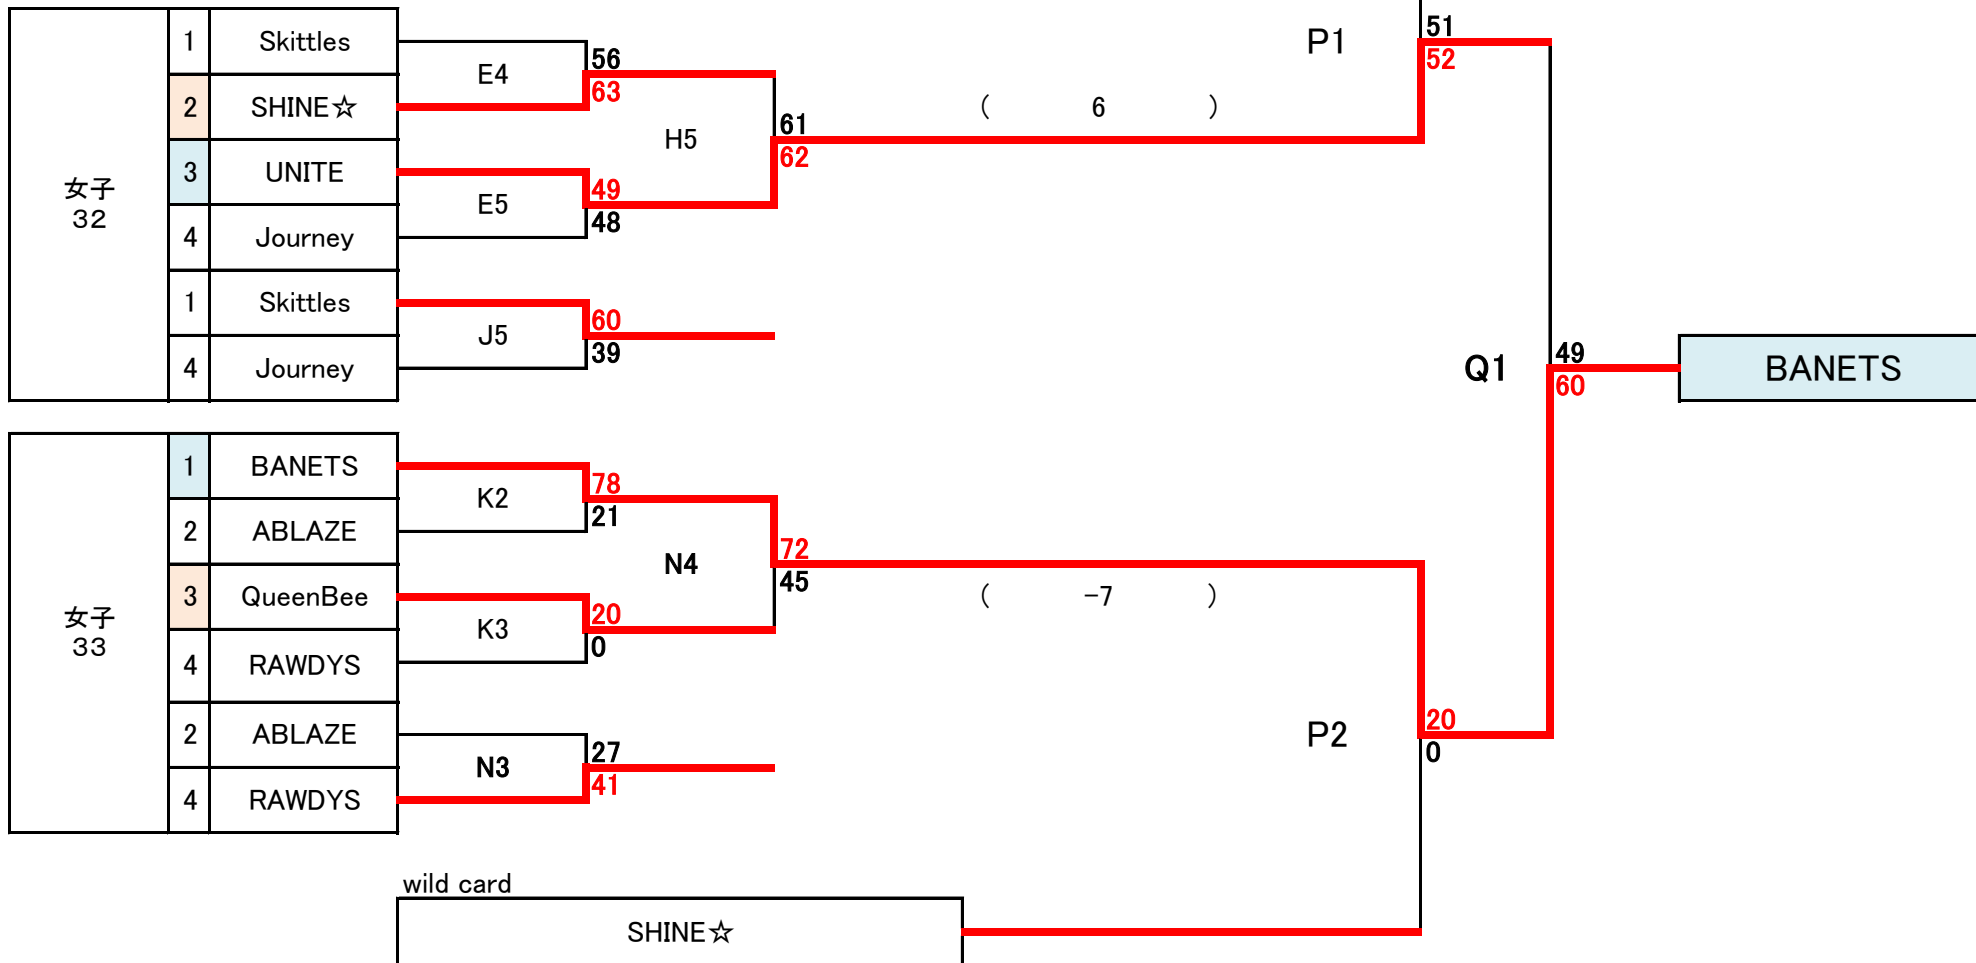 女子
32
1 Skittles
2 SHINE☆
3 UNITE
4 Journey
1 Skittles
4 Journey
E4
56
63
E5
49
48
J5
60
39
H5
61
62
( 6 )
P1
51
52
女子
33
1 BANETS
2 ABLAZE
3 QueenBee
4 RAWDYS
2 ABLAZE
4 RAWDYS
K2
78
21
K3
20
0
N3
27
41
N4
72
45
( -7 )
P2
20
0
Q1
49
60
BANETS
wild card
SHINE☆